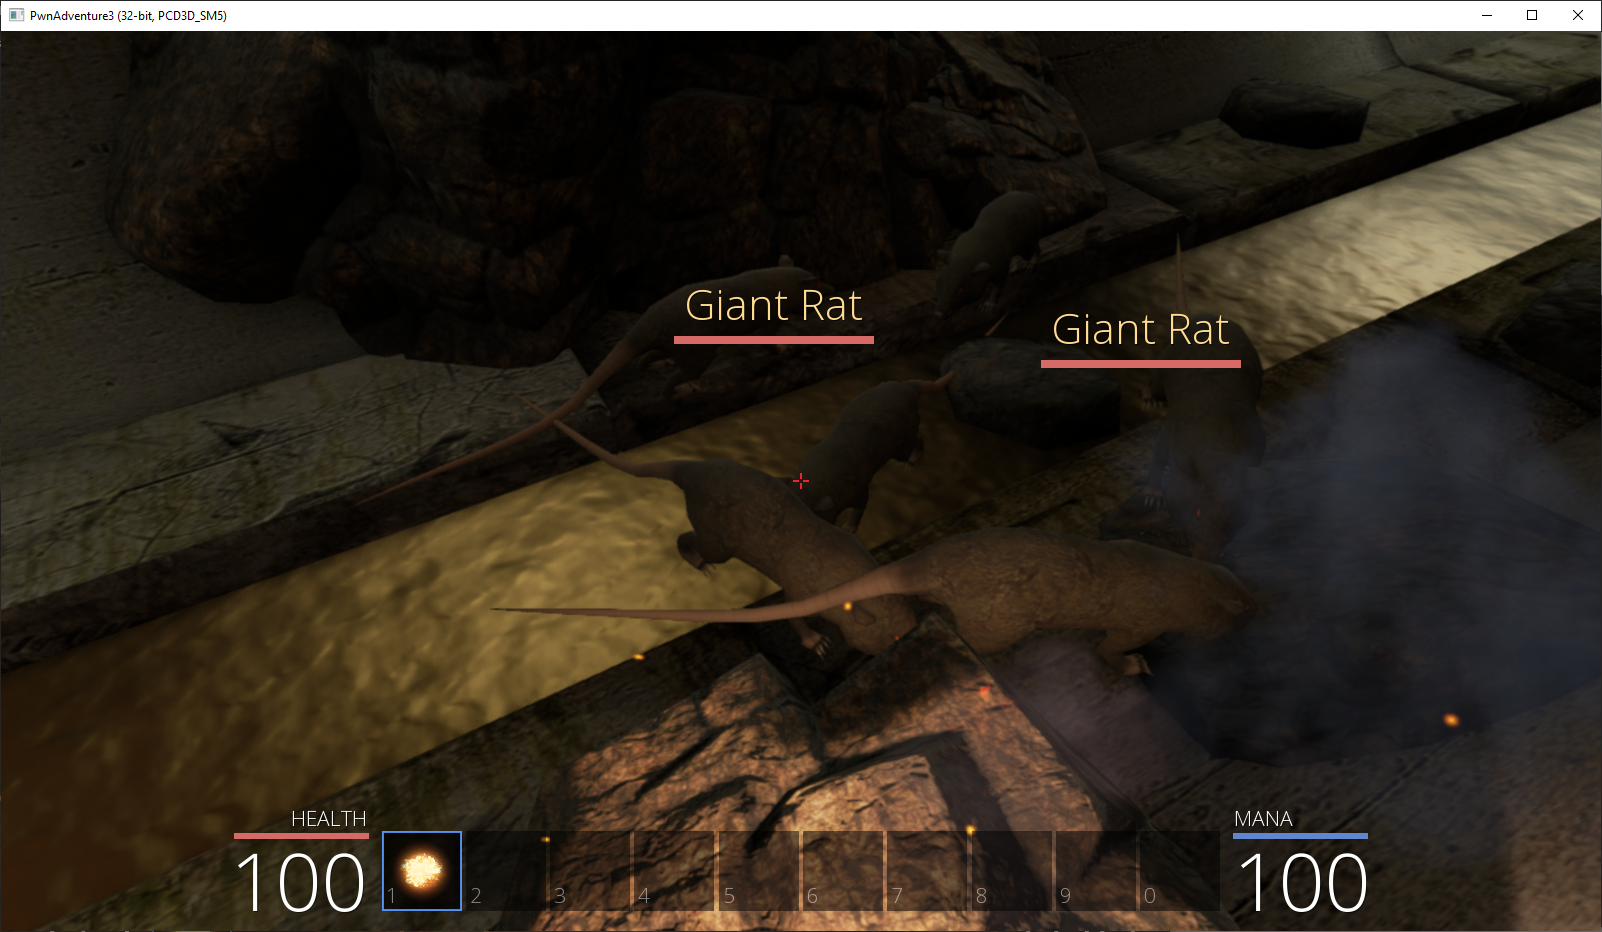 PwnAdventure3 (32-bit, PCD3D_SM5)
Giant Rat
Giant Rat
HEALTH
100
1 2 3 4 5 6 7 8 9 0
MANA
100